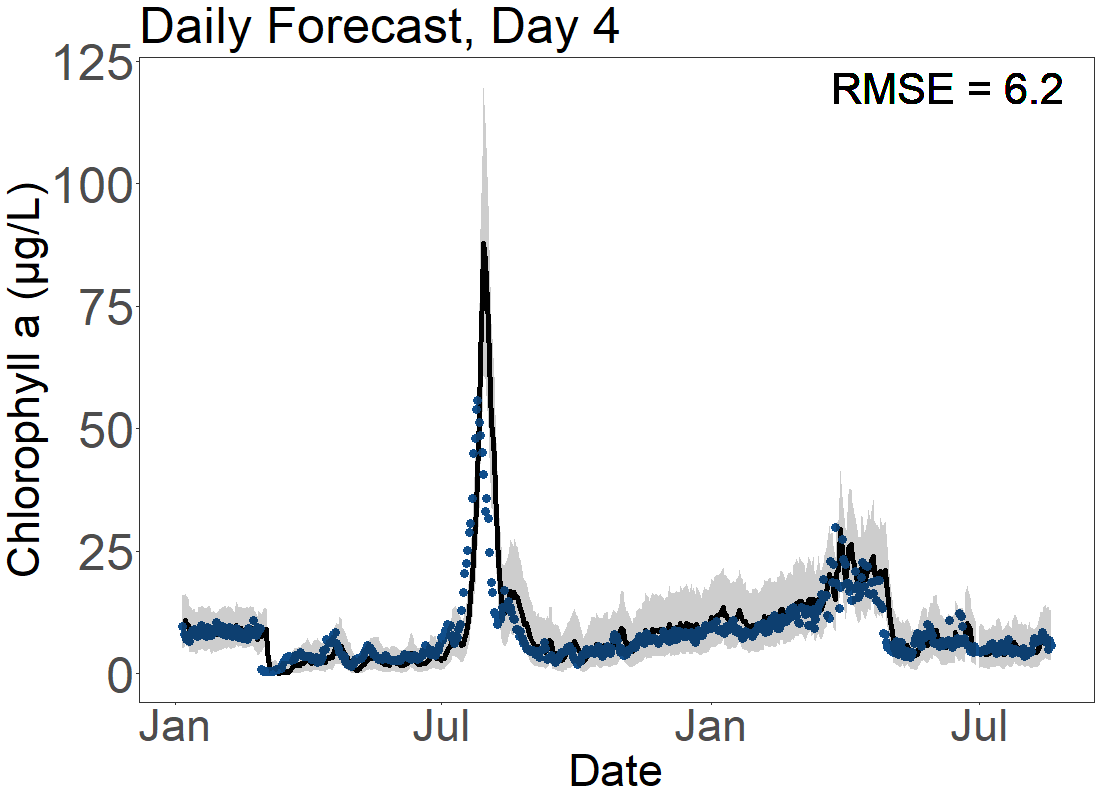 Daily Forecast, Day 4
RMSE = 6.2
Chlorophyll a (µg/L)
125
100
75
50
25
0
Jan
Jul
Jan
Jul
Date